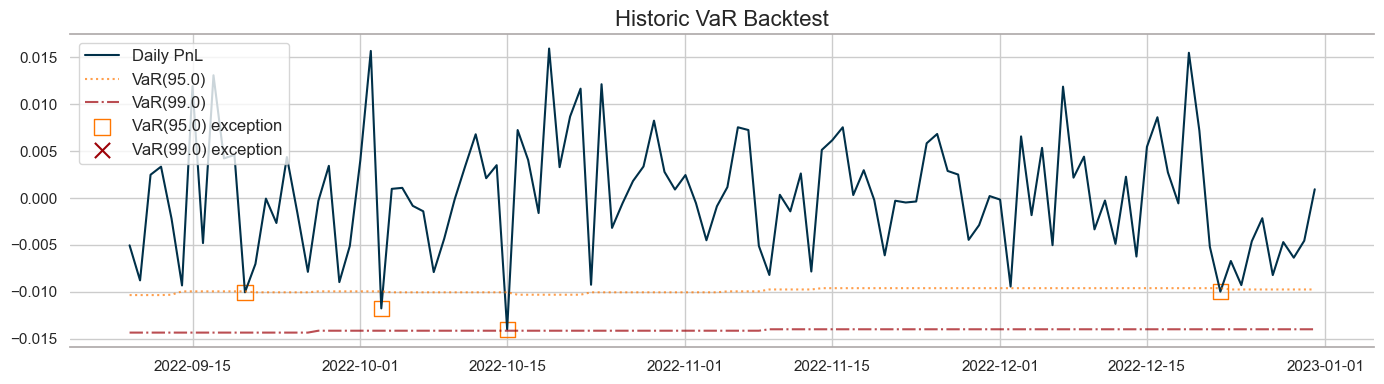 Historic VaR Backtest
Daily PnL
VaR(95.0)
VaR(99.0)
VaR(95.0) exception
VaR(99.0) exception
0.015
0.010
0.005
0.000
−0.005
−0.010
−0.015
2022-09-15
2022-10-01
2022-10-15
2022-11-01
2022-11-15
2022-12-01
2022-12-15
2023-01-01